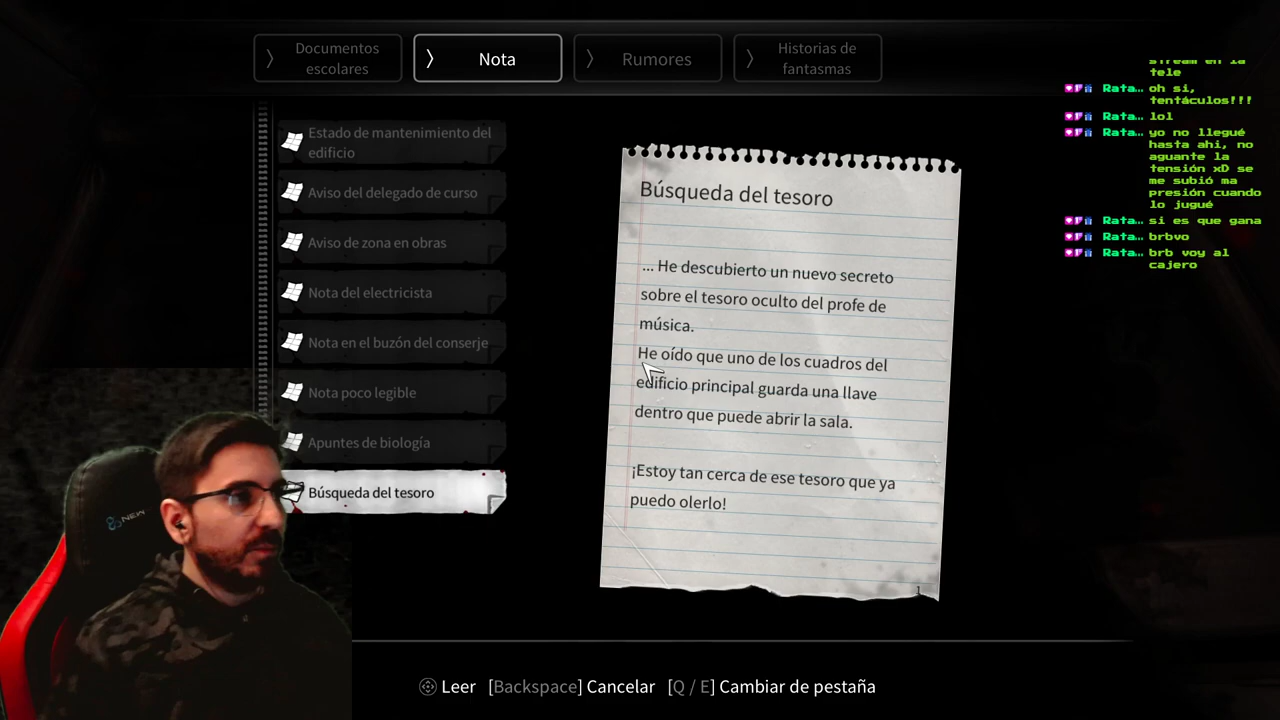 Documentos
escolares
Nota
Rumores
Historias de
fantasmas
Estado de mantenimiento del
edificio
Aviso del delegado de curso
Aviso de zona en obras
Nota del electricista
Nota en el buzón del conserje
Nota poco legible
Apuntes de biología
Búsqueda del tesoro
Búsqueda del tesoro
... He descubierto un nuevo secreto
sobre el tesoro oculto del profe de
música.
He oído que uno de los cuadros del
edificio principal guarda una llave
dentro que puede abrir la sala.
¡Estoy tan cerca de ese tesoro que ya
puedo olerlo!
1
stream en la
tele
Rata… oh si,
tentáculos!!!
Rata… lol
Rata… yo no llegué
hasta ahi, no
aguante la
tensión xD se
me subió ma
presión cuando
lo jugué
Rata… si es que gana
Rata… brbvo
Rata… brb voy al
cajero
NEW
Leer [Backspace] Cancelar [Q / E] Cambiar de pestaña